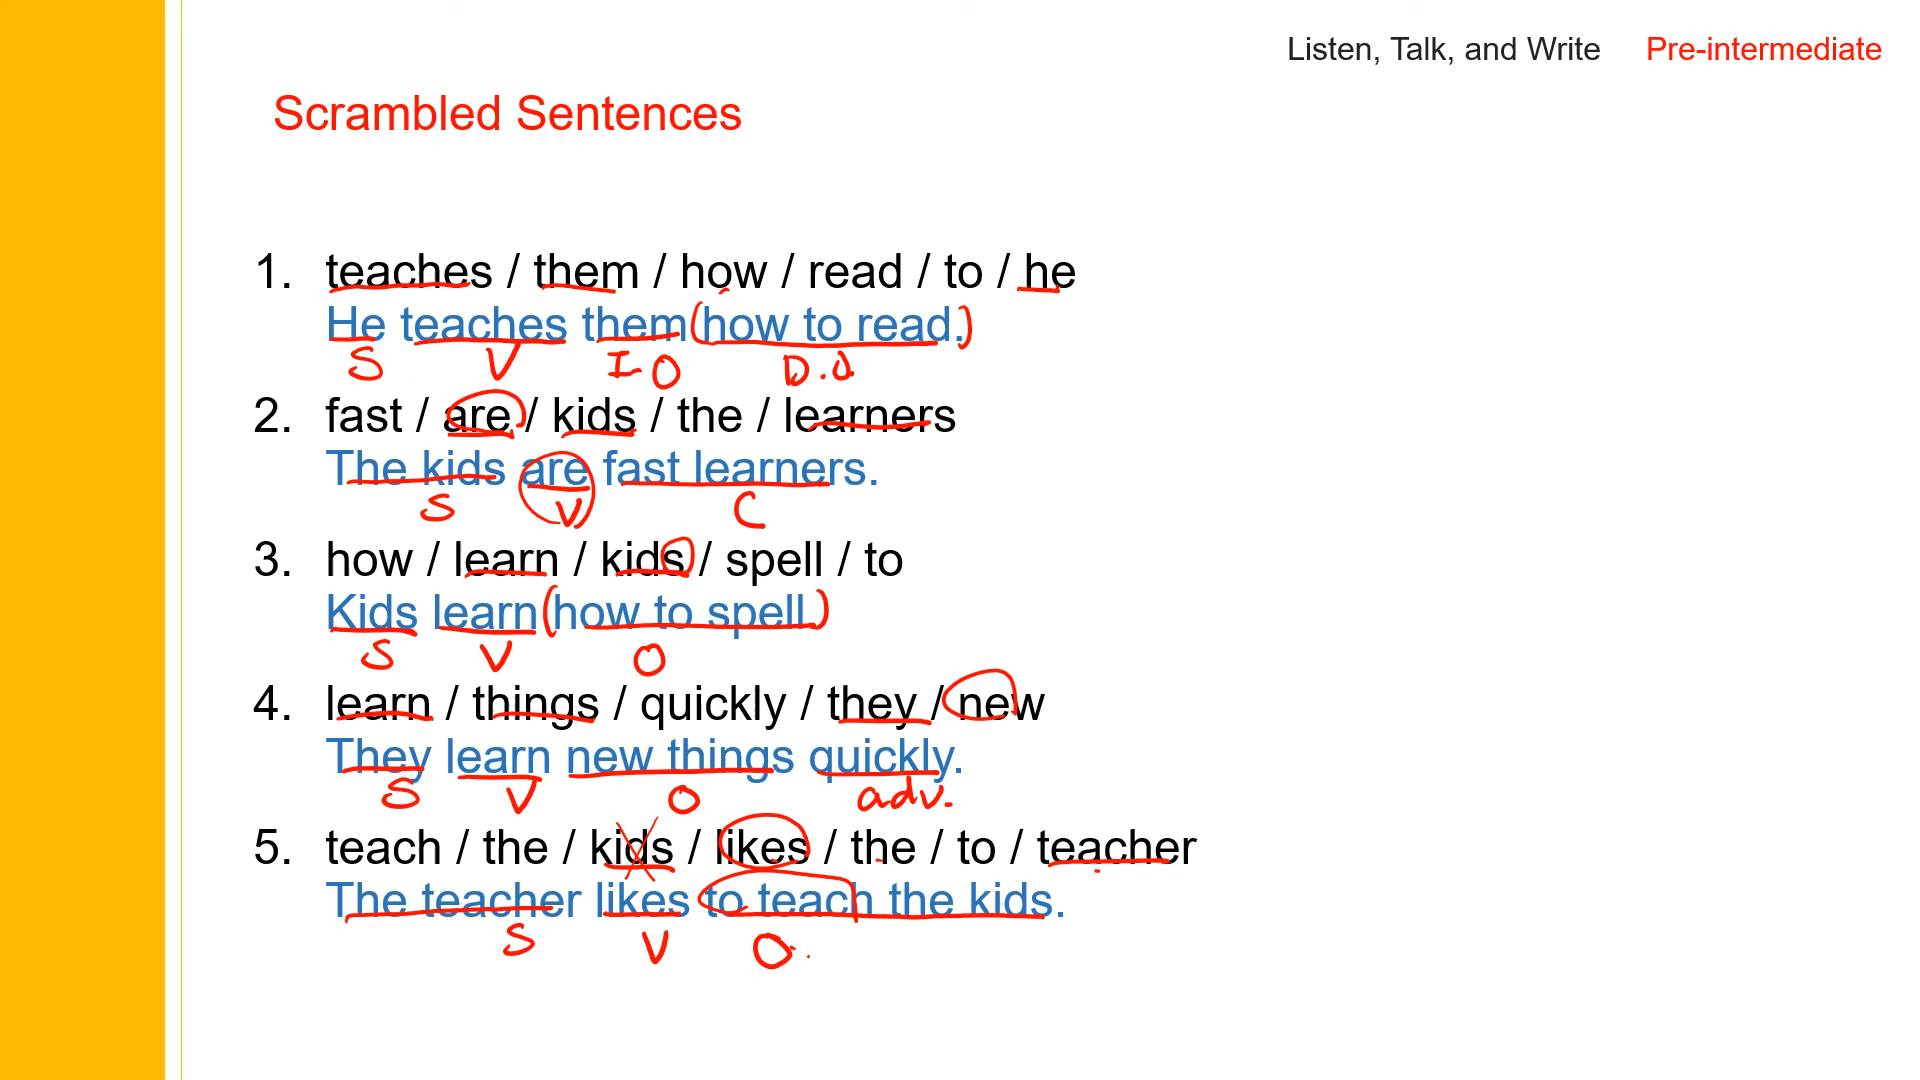 Listen, Talk, and Write Pre-intermediate
Scrambled Sentences
1. teaches / them / how / read / to / he
He teaches them (how to read.)
S V I.O D.O.
2. fast / are / kids / the / learners
The kids are fast learners.
S V C
3. how / learn / kids / spell / to
Kids learn (how to spell.)
S V O
4. learn / things / quickly / they / new
They learn new things quickly.
S V O adv.
5. teach / the / kids / likes / the / to / teacher
The teacher likes to teach the kids.
S V O.